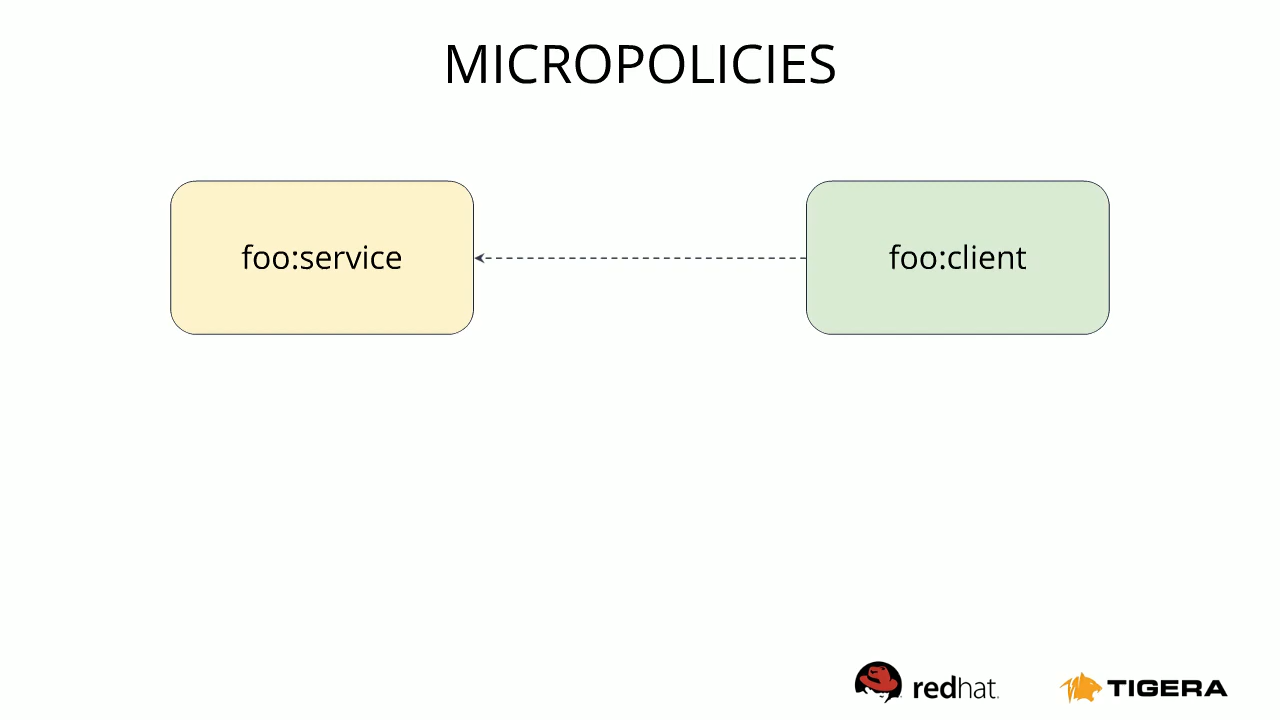 MICROPOLICIES
foo:service
foo:client
redhat.
TIGERA